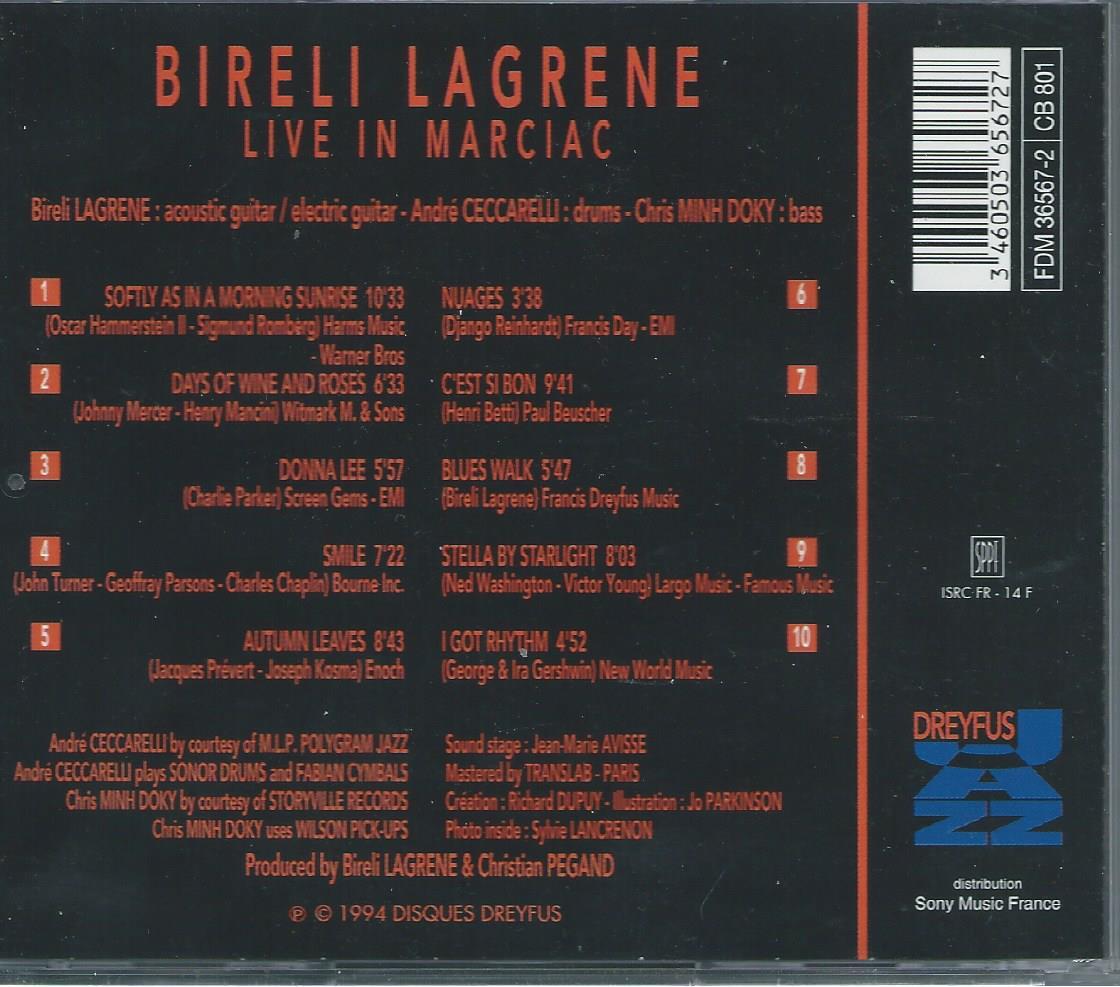 BIRELI LAGRENE
LIVE IN MARCIAC
Bireli LAGRENE : acoustic guitar / electric guitar - André CECCARELLI : drums - Chris MINH DOKY : bass
1
SOFTLY AS IN A MORNING SUNRISE 10'33
(Oscar Hammerstein II - Sigmund Romberg) Harms Music
- Warner Bros
2
DAYS OF WINE AND ROSES 6'33
(Johnny Mercer - Henry Mancini) Witmark M. & Sons
3
DONNA LEE 5'57
(Charlie Parker) Screen Gems - EMI
4
SMILE 7'22
(John Turner - Geoffray Parsons - Charles Chaplin) Bourne Inc.
5
AUTUMN LEAVES 8'43
(Jacques Prévert - Joseph Kosma) Enoch
NUAGES 3'38
6
(Django Reinhardt) Francis Day - EMI
C'EST SI BON 9'41
7
(Henri Betti) Paul Beuscher
BLUES WALK 5'47
8
(Bireli Lagrene) Francis Dreyfus Music
STELLA BY STARLIGHT 8'03
9
(Ned Washington - Victor Young) Largo Music - Famous Music
I GOT RHYTHM 4'52
10
(George & Ira Gershwin) New World Music
André CECCARELLI by courtesy of M.L.P. POLYGRAM JAZZ
André CECCARELLI plays SONOR DRUMS and FABIAN CYMBALS
Chris MINH DOKY by courtesy of STORYVILLE RECORDS
Chris MINH DOKY uses WILSON PICK-UPS
Sound stage : Jean-Marie AVISSE
Mastered by TRANSLAB - PARIS
Création : Richard DUPUY - Illustration : Jo PARKINSON
Photo inside : Sylvie LANCRENON
Produced by Bireli LAGRENE & Christian PEGAND
℗ © 1994 DISQUES DREYFUS
3 460503 656727
FDM 36567-2 CB 801
SPPF
ISRC FR - 14 F
DREYFUS
JAZZ
distribution
Sony Music France